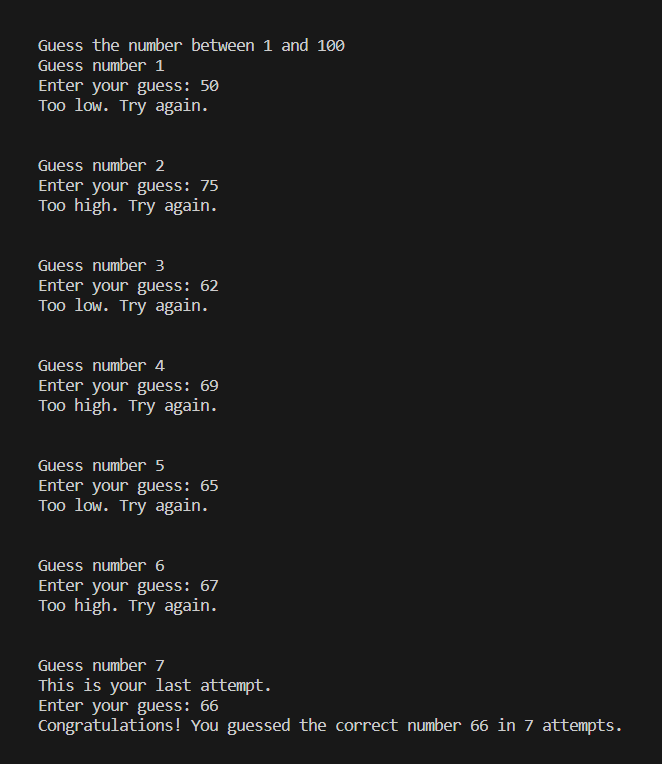 Guess the number between 1 and 100
Guess number 1
Enter your guess: 50
Too low. Try again.
Guess number 2
Enter your guess: 75
Too high. Try again.
Guess number 3
Enter your guess: 62
Too low. Try again.
Guess number 4
Enter your guess: 69
Too high. Try again.
Guess number 5
Enter your guess: 65
Too low. Try again.
Guess number 6
Enter your guess: 67
Too high. Try again.
Guess number 7
This is your last attempt.
Enter your guess: 66
Congratulations! You guessed the correct number 66 in 7 attempts.